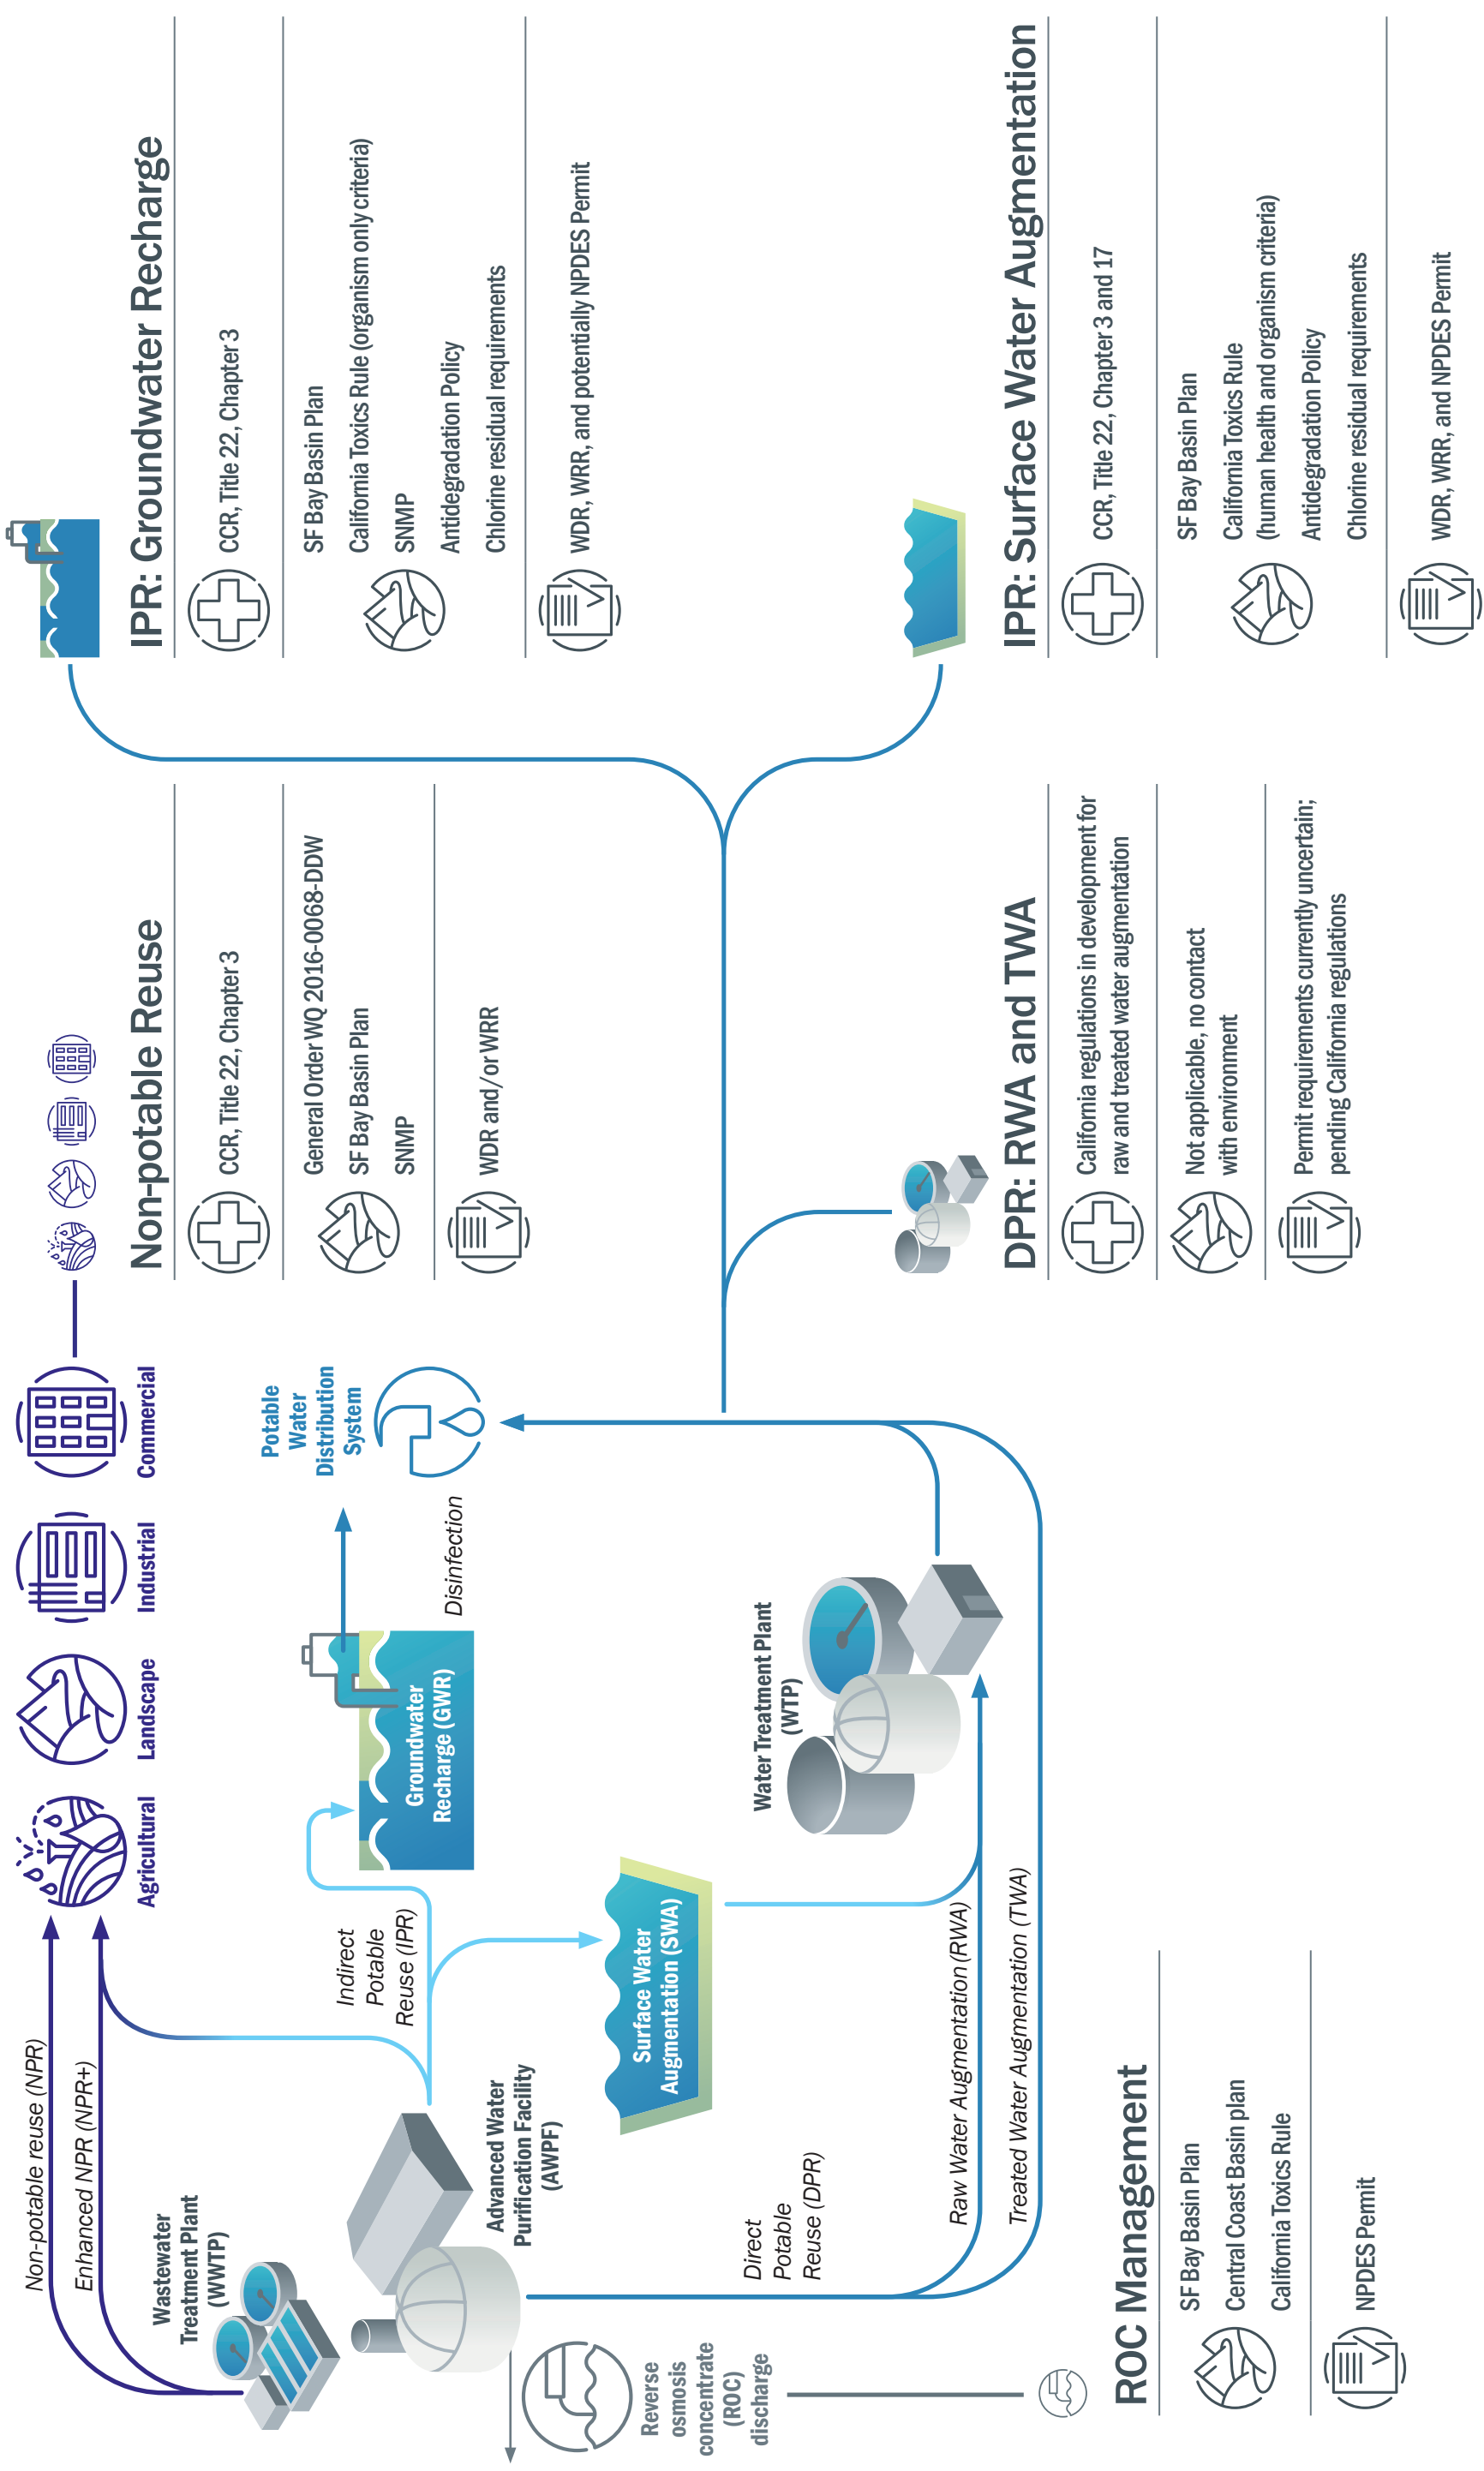 Non-potable reuse (NPR)
Enhanced NPR (NPR+)
Agricultural
Landscape
Industrial
Commercial
Wastewater
Treatment Plant
(WWTP)
Advanced Water
Purification Facility
(AWPF)
Indirect
Potable
Reuse (IPR)
Groundwater
Recharge (GWR)
Disinfection
Potable
Water
Distribution
System
Surface Water
Augmentation (SWA)
Water Treatment Plant
(WTP)
Direct
Potable
Reuse (DPR)
Raw Water Augmentation (RWA)
Treated Water Augmentation (TWA)
Reverse
osmosis
concentrate
(ROC)
discharge
ROC Management
SF Bay Basin Plan
Central Coast Basin plan
California Toxics Rule
NPDES Permit
Non-potable Reuse
CCR, Title 22, Chapter 3
General Order WQ 2016-0068-DDW
SF Bay Basin Plan
SNMP
WDR and/or WRR
DPR: RWA and TWA
California regulations in development for
raw and treated water augmentation
Not applicable, no contact
with environment
Permit requirements currently uncertain;
pending California regulations
IPR: Groundwater Recharge
CCR, Title 22, Chapter 3
SF Bay Basin Plan
California Toxics Rule (organism only criteria)
SNMP
Antidegradation Policy
Chlorine residual requirements
WDR, WRR, and potentially NPDES Permit
IPR: Surface Water Augmentation
CCR, Title 22, Chapter 3 and 17
SF Bay Basin Plan
California Toxics Rule
(human health and organism criteria)
Antidegradation Policy
Chlorine residual requirements
WDR, WRR, and NPDES Permit